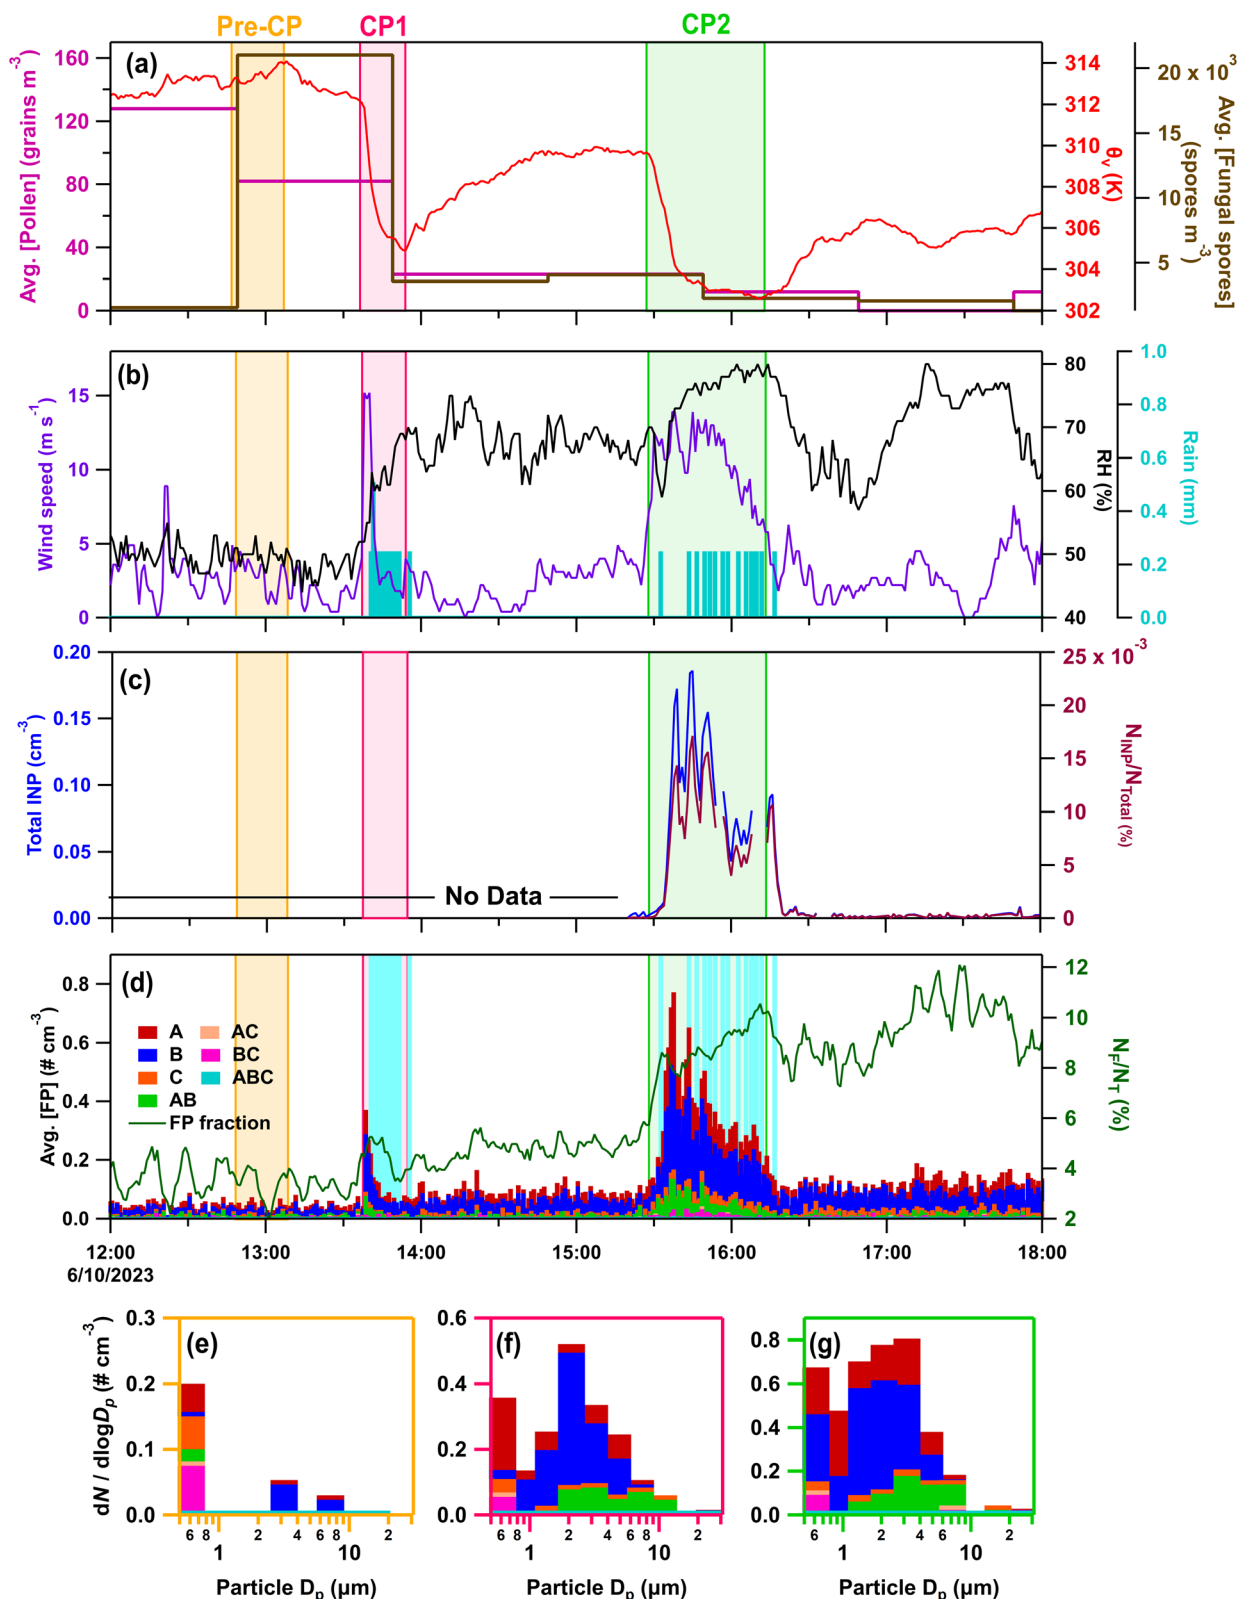 Pre-CP CP1 CP2
(a)
Avg. [Pollen] (grains m⁻³)
160
120
80
40
0
314
312
310
308
306
304
302
θᵥ (K)
20 x 10³
15
10
5
Avg. [Fungal spores]
(spores m⁻³)
(b)
Wind speed (m s⁻¹)
15
10
5
0
80
70
60
50
40
RH (%)
1.0
0.8
0.6
0.4
0.2
0.0
Rain (mm)
(c)
Total INP (cm⁻³)
0.20
0.15
0.10
0.05
0.00
No Data
25 x 10⁻³
20
15
10
5
0
N_INP/N_Total (%)
(d)
Avg. [FP] (# cm⁻³)
0.8
0.6
0.4
0.2
0.0
A AC
B BC
C ABC
AB
FP fraction
12
10
8
6
4
2
N_F/N_T (%)
12:00 13:00 14:00 15:00 16:00 17:00 18:00
6/10/2023
(e)
dN / dlogDₚ (# cm⁻³)
0.3
0.2
0.1
0.0
6 8 2 4 6 8 2
1 10
Particle Dₚ (µm)
(f)
0.6
0.4
0.2
0.0
6 8 2 4 6 8 2
1 10
Particle Dₚ (µm)
(g)
0.8
0.6
0.4
0.2
0.0
6 2 4 6 2
1 10
Particle Dₚ (µm)